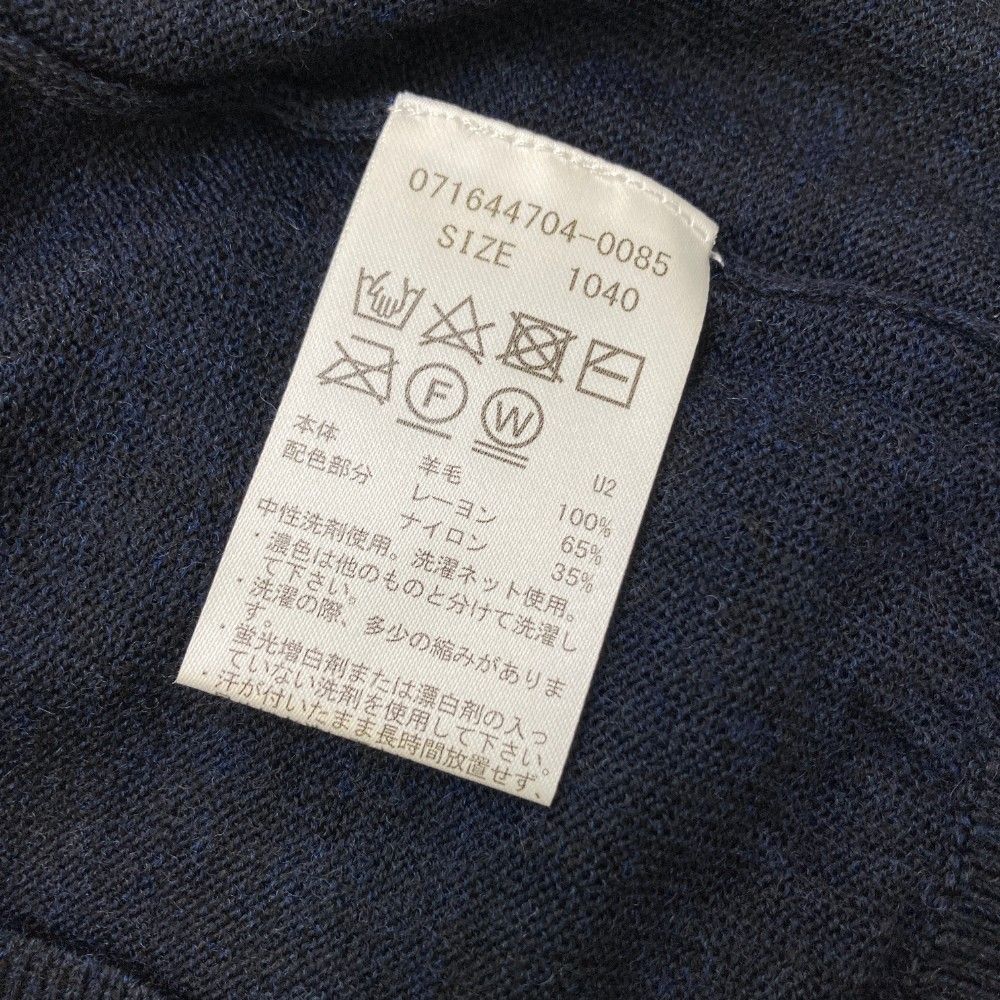 071644704-0085
SIZE 1040
F W
U2
本体 羊毛 100%
配色部分 レーヨン 65%
ナイロン 35%
中性洗剤使用。洗濯ネット使用。
・濃色は他のものと分けて洗濯し
て下さい。
・洗濯の際、多少の縮みがありま
す。
・蛍光増白剤または漂白剤の入っ
ていない洗剤を使用して下さい。
・汗が付いたまま長時間放置せず、